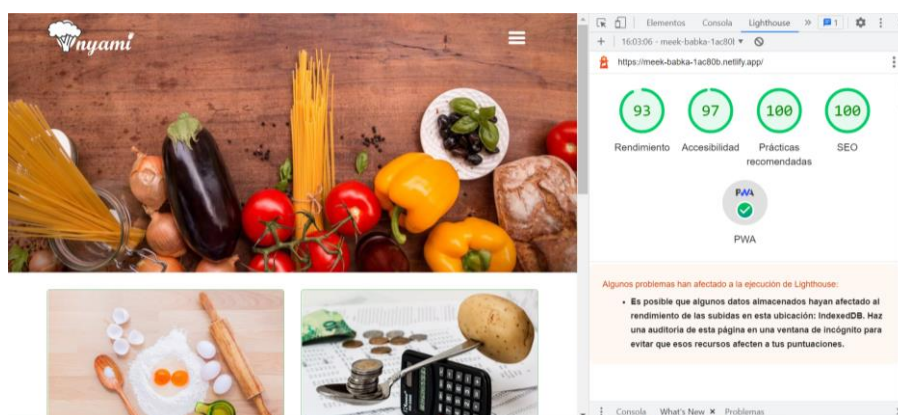 nyami
Elementos Consola Lighthouse » 1
+ 16:03:06 - meek-babka-1ac80b
https://meek-babka-1ac80b.netlify.app/
93 97 100 100
Rendimiento Accesibilidad Prácticas recomendadas SEO
PWA
PWA
Algunos problemas han afectado a la ejecución de Lighthouse:
• Es posible que algunos datos almacenados hayan afectado al
rendimiento de las subidas en esta ubicación: IndexedDB. Haz
una auditoría de esta página en una ventana de incógnito para
evitar que esos recursos afecten a tus puntuaciones.
Consola What's New × Problemas